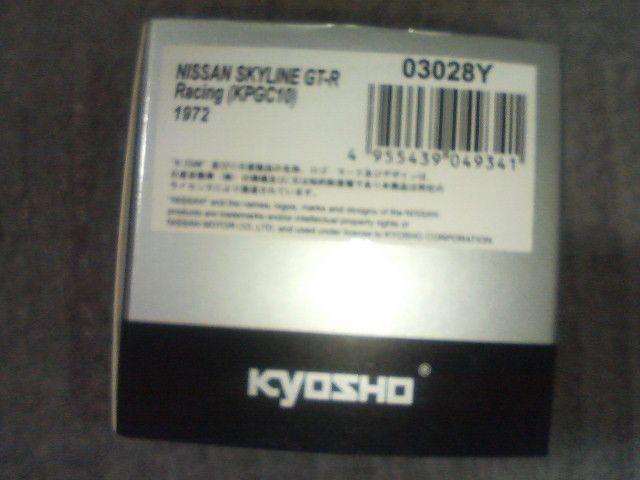 NISSAN SKYLINE GT-R
Racing (KPGC10)
1972
03028Y
4 955439 049341
"NISSAN" and the names, logos, marks and designs of the NISSAN
products are trademarks and/or intellectual property rights of
NISSAN MOTOR CO., LTD. and used under license to KYOSHO CORPORATION
KYOSHO®